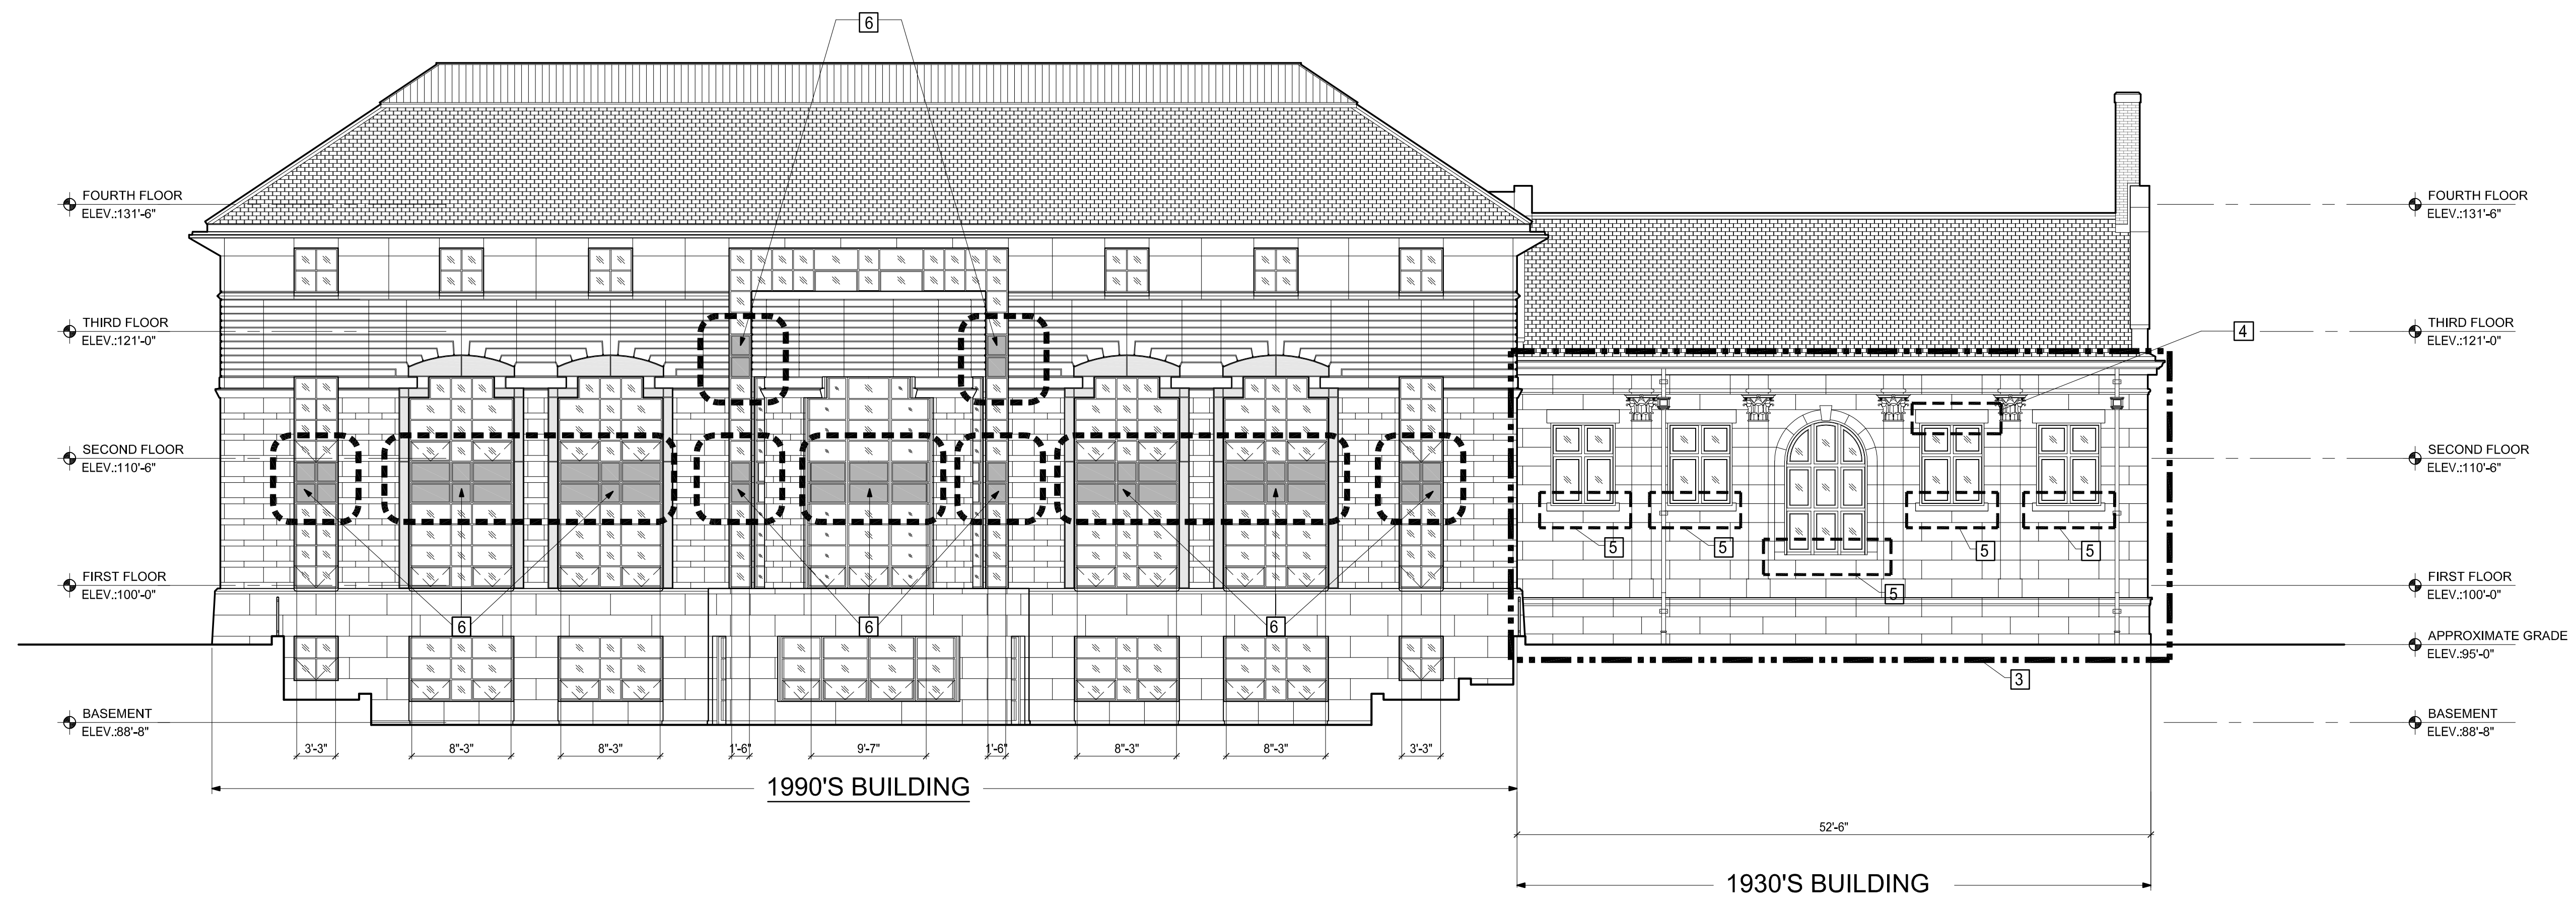 6
FOURTH FLOOR
ELEV.:131'-6"
FOURTH FLOOR
ELEV.:131'-6"
THIRD FLOOR
ELEV.:121'-0"
4
THIRD FLOOR
ELEV.:121'-0"
SECOND FLOOR
ELEV.:110'-6"
SECOND FLOOR
ELEV.:110'-6"
5
5
5
5
FIRST FLOOR
ELEV.:100'-0"
5
FIRST FLOOR
ELEV.:100'-0"
6
6
6
APPROXIMATE GRADE
ELEV.:95'-0"
3
BASEMENT
ELEV.:88'-8"
BASEMENT
ELEV.:88'-8"
3'-3"
8"-3"
8"-3"
1'-6"
9'-7"
1'-6"
8"-3"
8"-3"
3'-3"
1990'S BUILDING
52'-6"
1930'S BUILDING